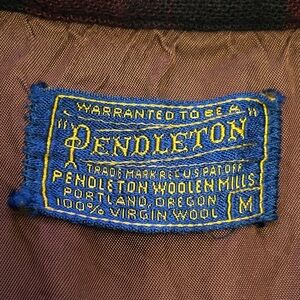 WARRANTED TO BE A
"PENDLETON"
TRADE MARK REG. U.S. PAT. OFF.
PENDLETON WOOLEN MILLS
PORTLAND, OREGON
100% VIRGIN WOOL
M